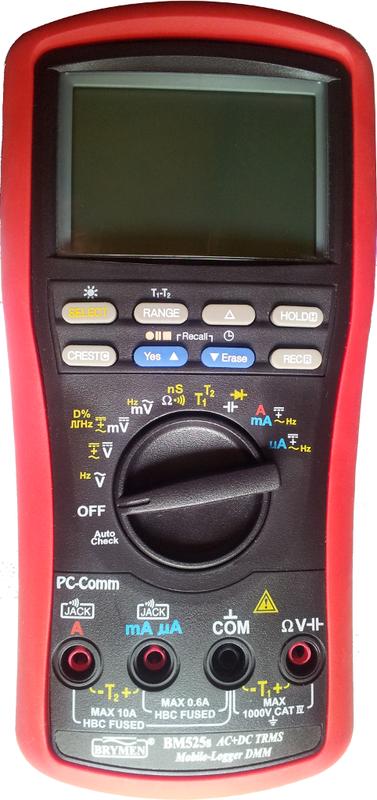 T1-T2
SELECT RANGE △ HOLD H
Recall
CREST C Yes ▲ ▼ Erase REC R
nS
Ω
Hz mV
T1 T2
D%
Hz mV
A
mA Hz
µA Hz
V
Hz V
OFF
Auto
Check
PC-Comm
JACK JACK
A mA µA COM Ω V
T2 + T1 +
MAX 10A
HBC FUSED
MAX 0.6A
HBC FUSED
MAX
1000V CAT IV
BRYMEN BM525s AC+DC TRMS
Mobile-Logger DMM